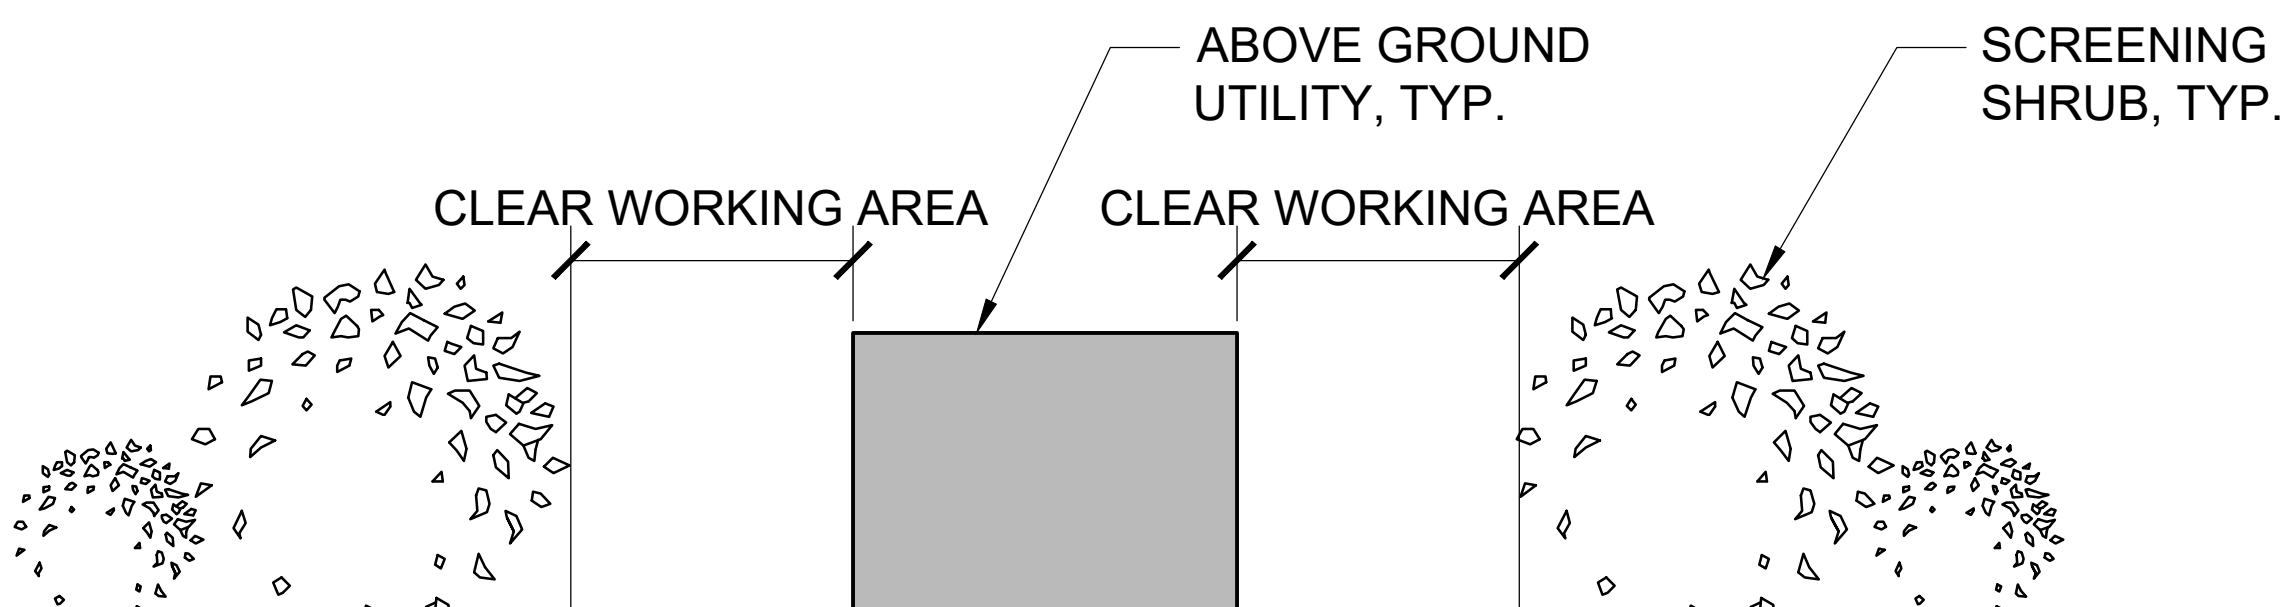 ABOVE GROUND
UTILITY, TYP.
SCREENING
SHRUB, TYP.
CLEAR WORKING AREA
CLEAR WORKING AREA